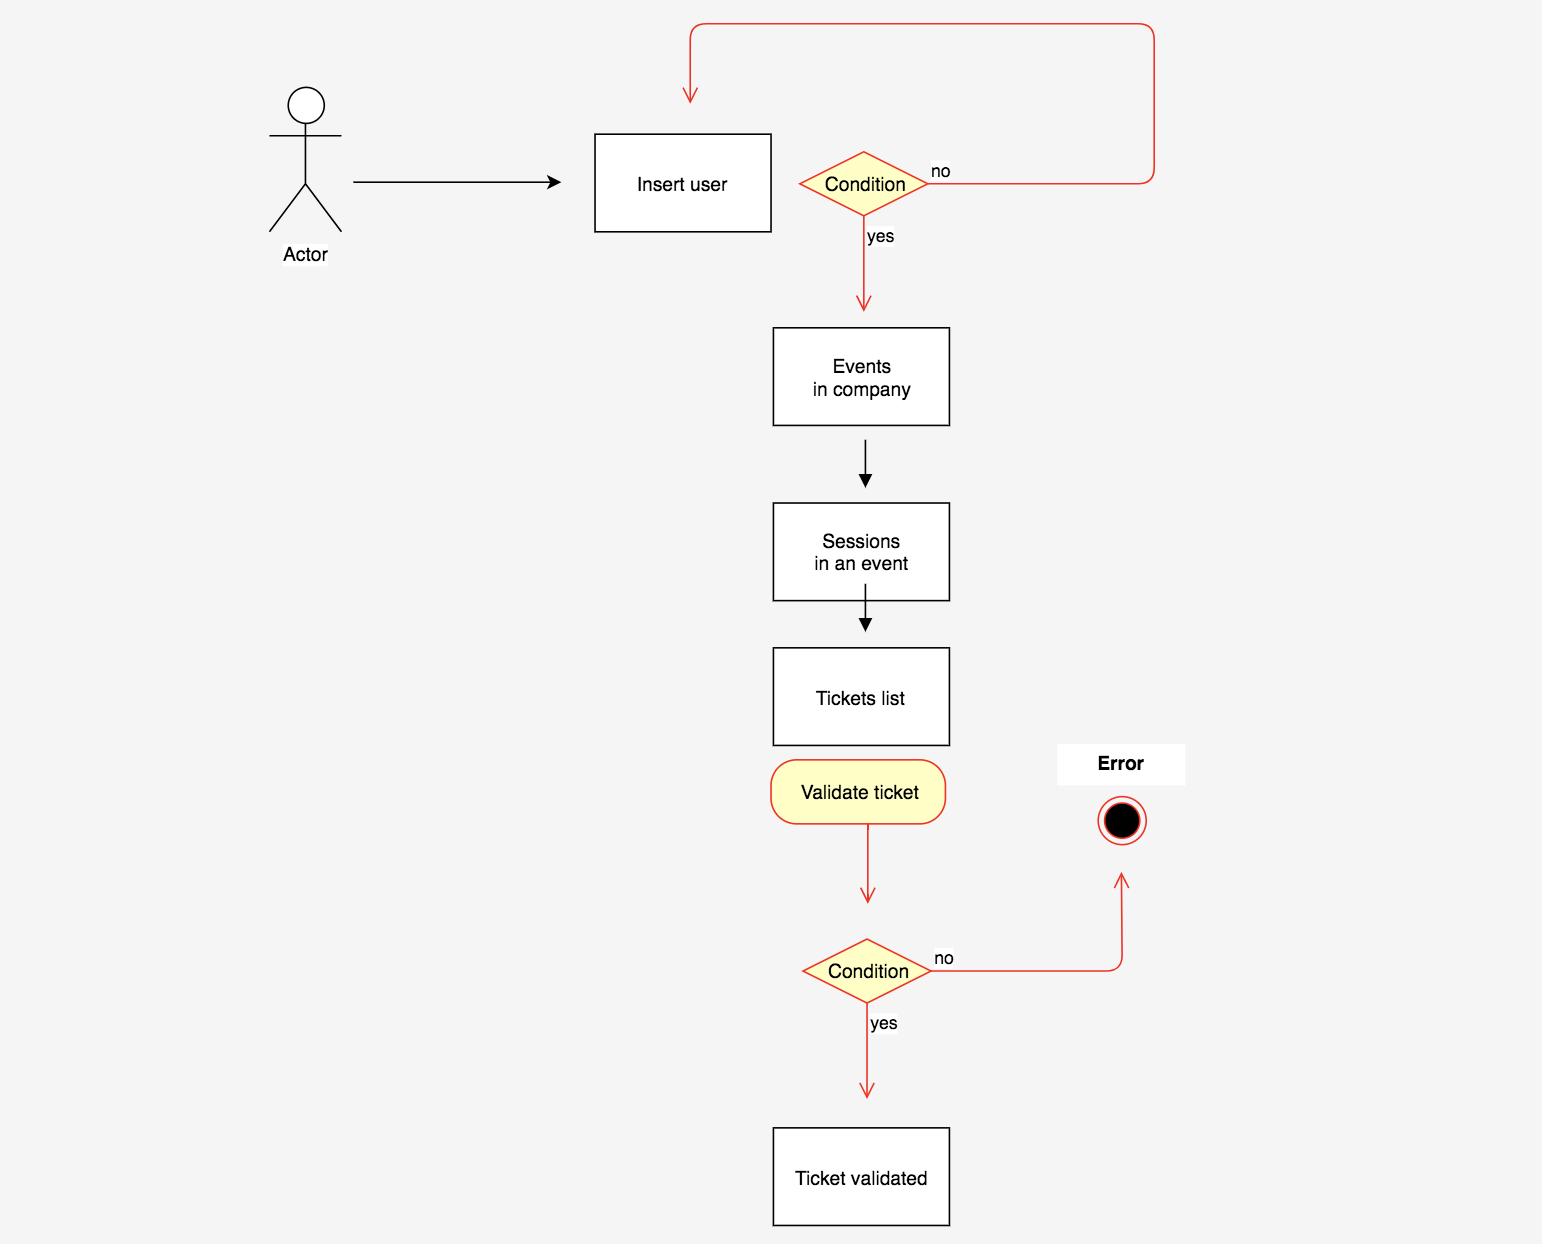 Actor
Insert user
Condition
no
yes
Events
in company
Sessions
in an event
Tickets list
Validate ticket
Error
Condition
no
yes
Ticket validated